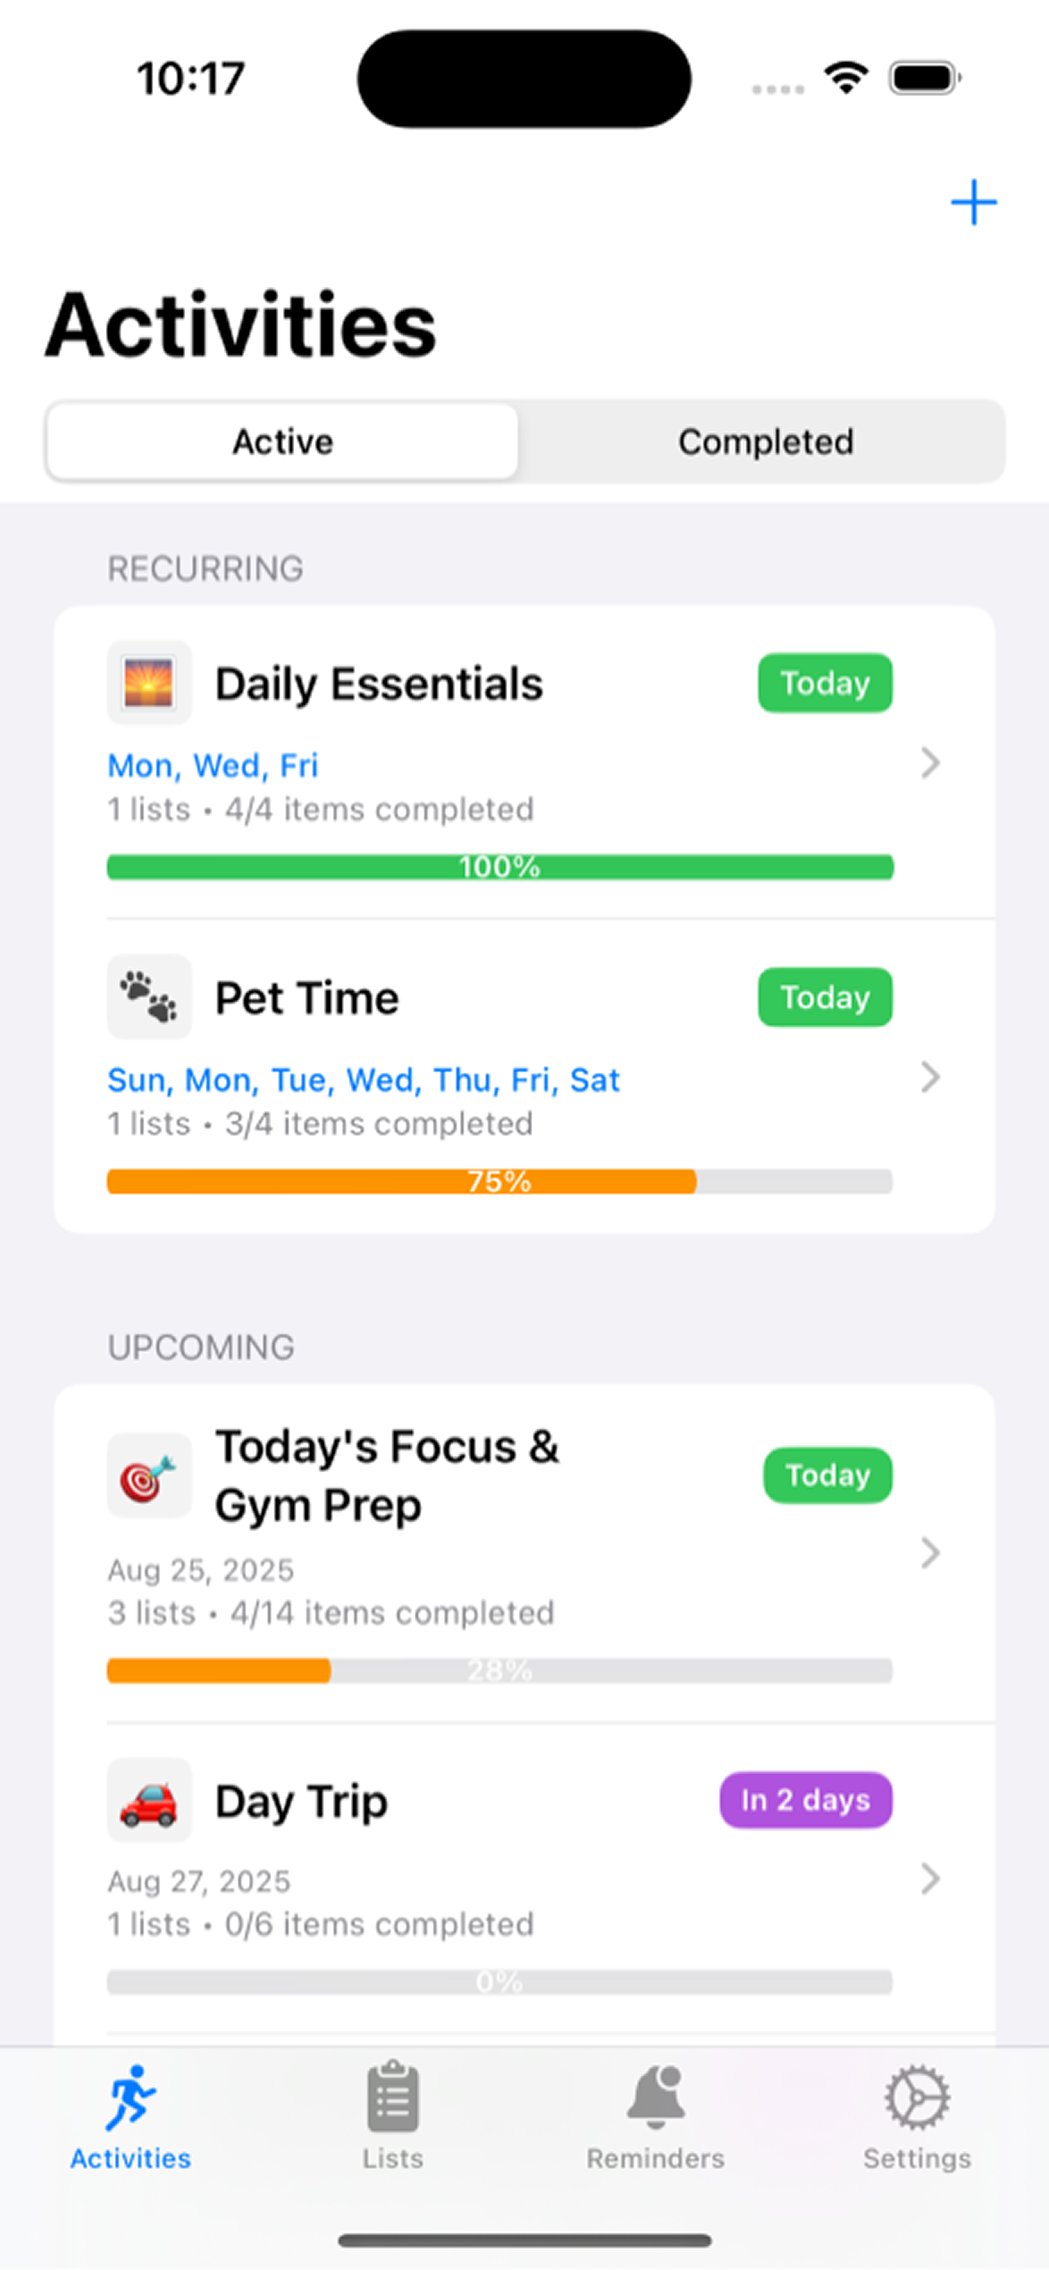 10:17
Activities
Active
Completed
RECURRING
Daily Essentials
Today
Mon, Wed, Fri
1 lists • 4/4 items completed
100%
Pet Time
Today
Sun, Mon, Tue, Wed, Thu, Fri, Sat
1 lists • 3/4 items completed
75%
UPCOMING
Today's Focus &
Gym Prep
Today
Aug 25, 2025
3 lists • 4/14 items completed
28%
Day Trip
In 2 days
Aug 27, 2025
1 lists • 0/6 items completed
0%
Activities
Lists
Reminders
Settings